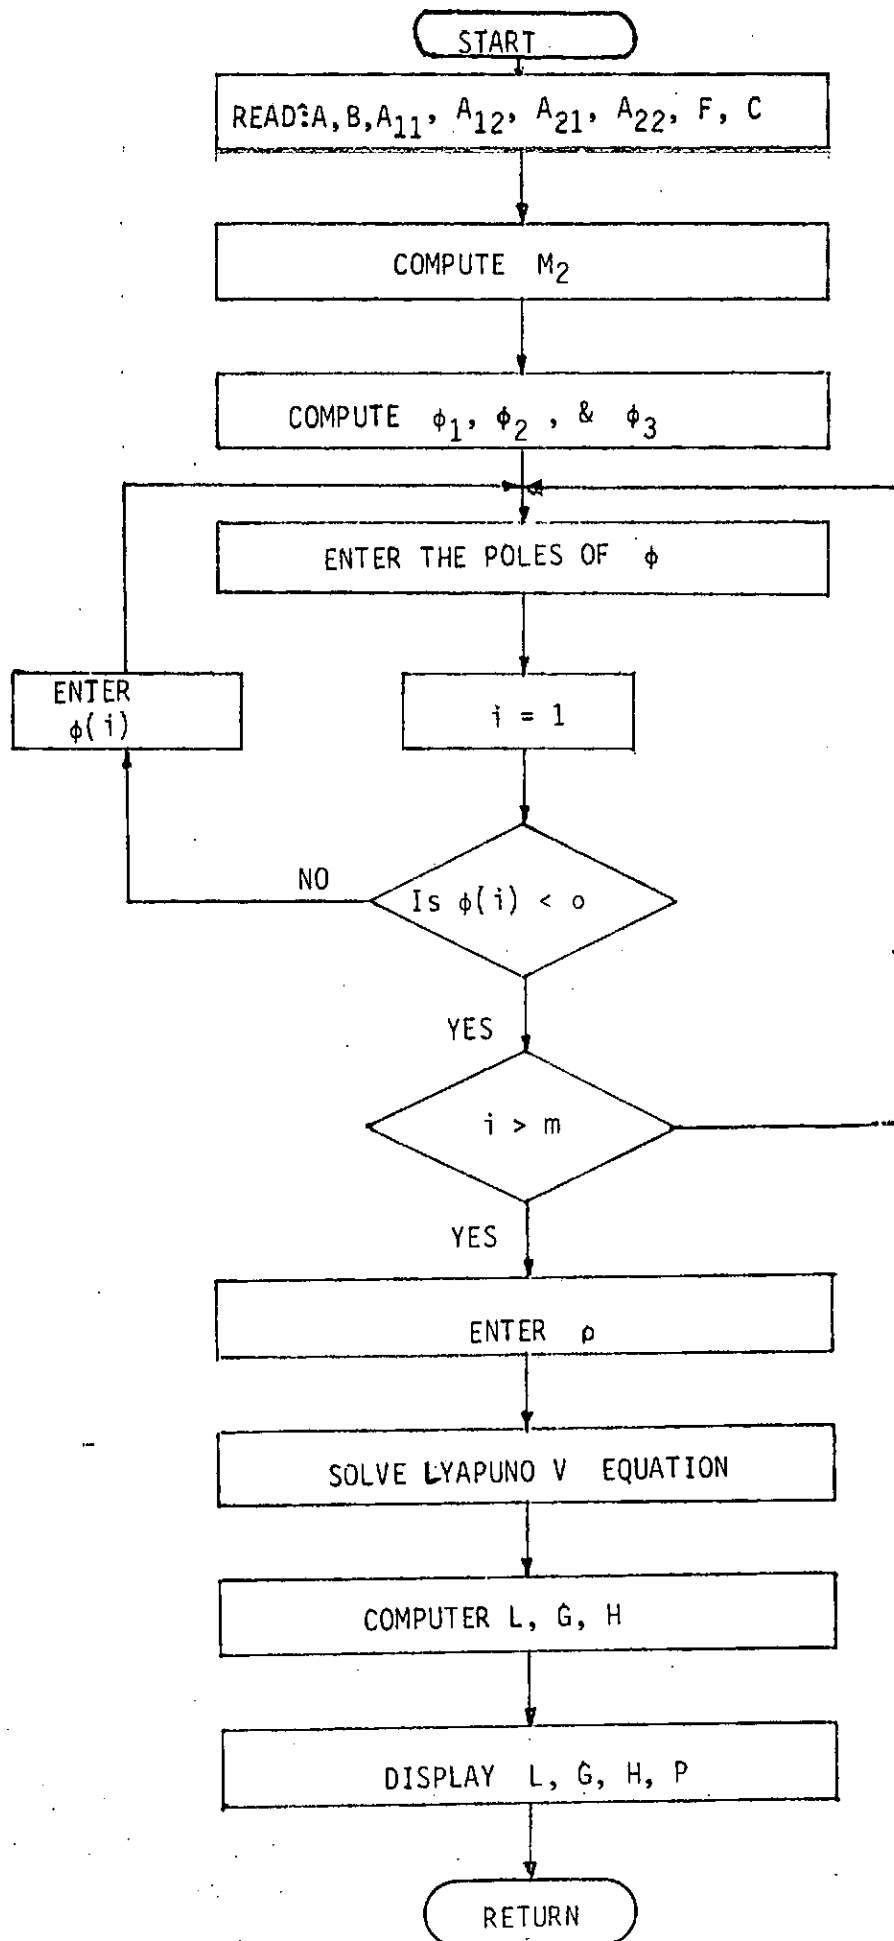 START
READ:A, B, A₁₁, A₁₂, A₂₁, A₂₂, F, C
COMPUTE M₂
COMPUTE ϕ₁, ϕ₂ , & ϕ₃
ENTER THE POLES OF ϕ
ENTER
ϕ(i)
i = 1
NO
Is ϕ(i) < o
YES
i > m
YES
ENTER ρ
SOLVE LYAPUNO V EQUATION
COMPUTER L, G, H
DISPLAY L, G, H, P
RETURN